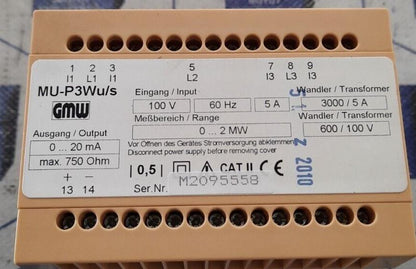 1 2 3 5 7 8 9
I1 L1 I1 L2 I3 L3 I3
MU-P3Wu/s
GMW
Eingang / Input
100 V 60 Hz 5 A
Wandler / Transformer
3000 / 5 A
Meßbereich / Range
0 ... 2 MW
Wandler / Transformer
600 / 100 V
Ausgang / Output
0 ... 20 mA
max. 750 Ohm
Vor Öffnen des Gerätes Stromversorgung abklemmen
Disconnect power supply before removing cover
+ −
13 14
| 0,5 | CAT II
Ser.Nr. M2095558
2010